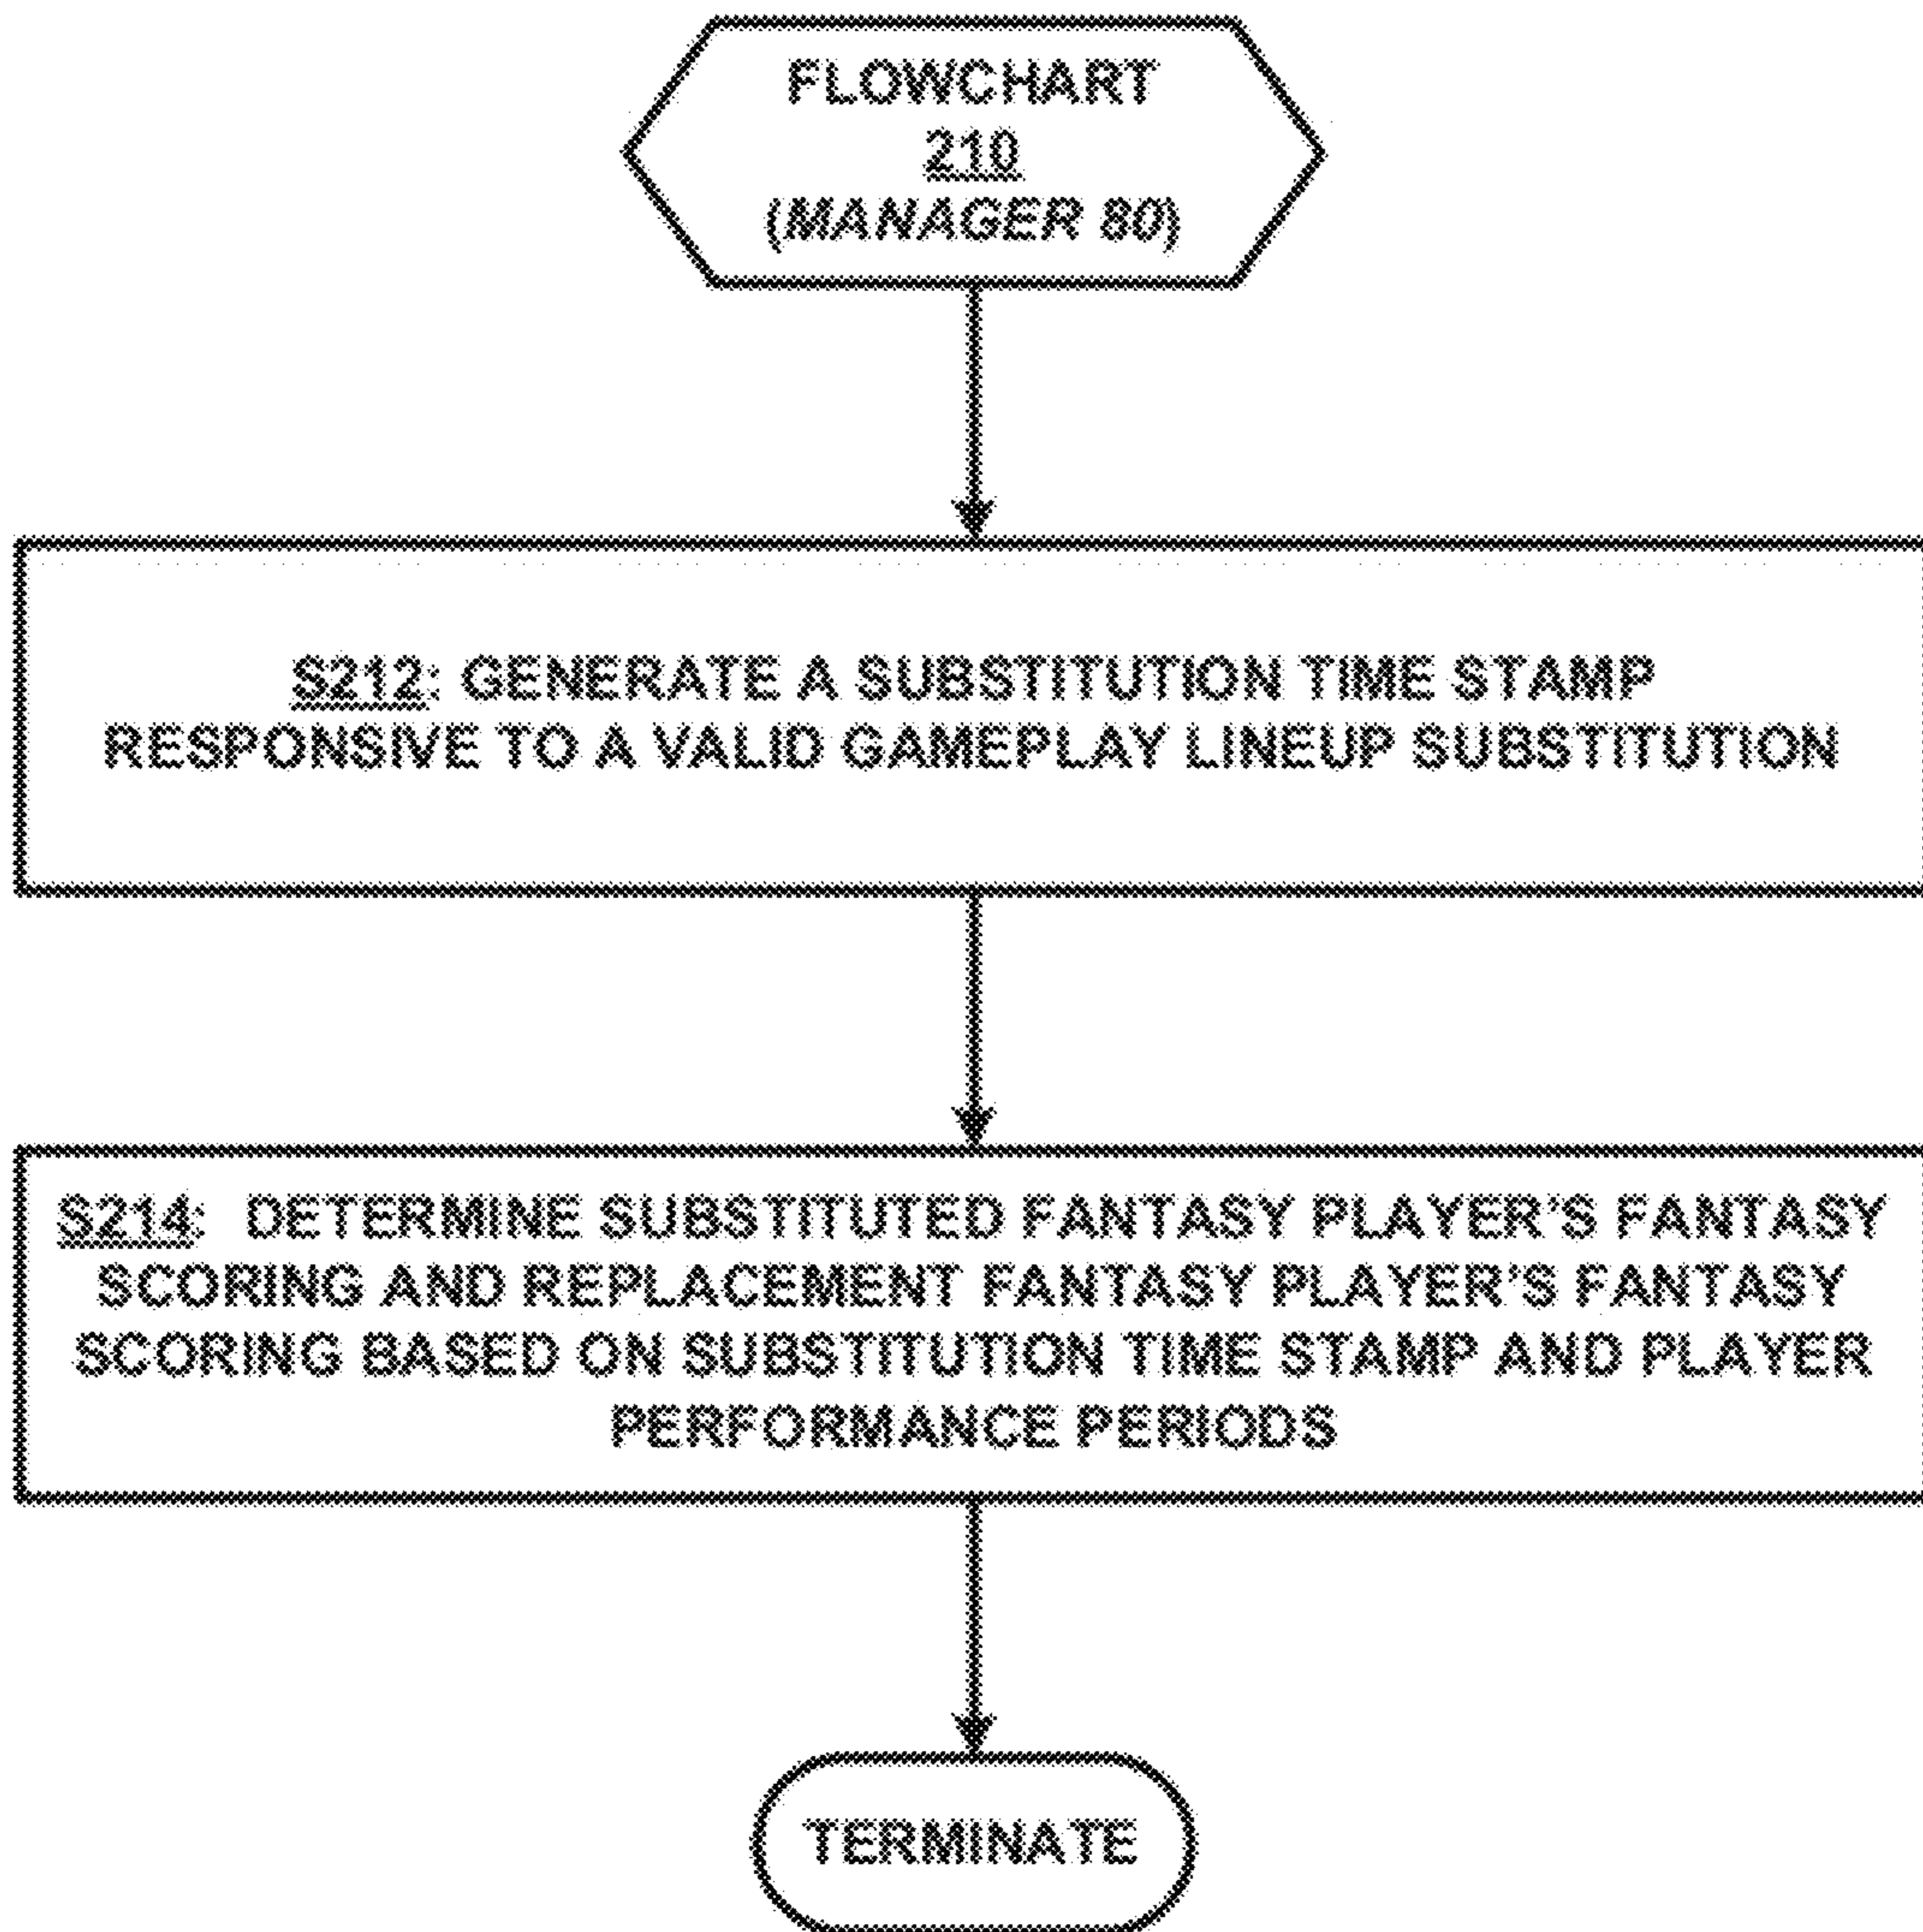 FLOWCHART
210
(MANAGER 80)
S212: GENERATE A SUBSTITUTION TIME STAMP
RESPONSIVE TO A VALID GAMEPLAY LINEUP SUBSTITUTION
S214: DETERMINE SUBSTITUTED FANTASY PLAYER'S FANTASY
SCORING AND REPLACEMENT FANTASY PLAYER'S FANTASY
SCORING BASED ON SUBSTITUTION TIME STAMP AND PLAYER
PERFORMANCE PERIODS
TERMINATE